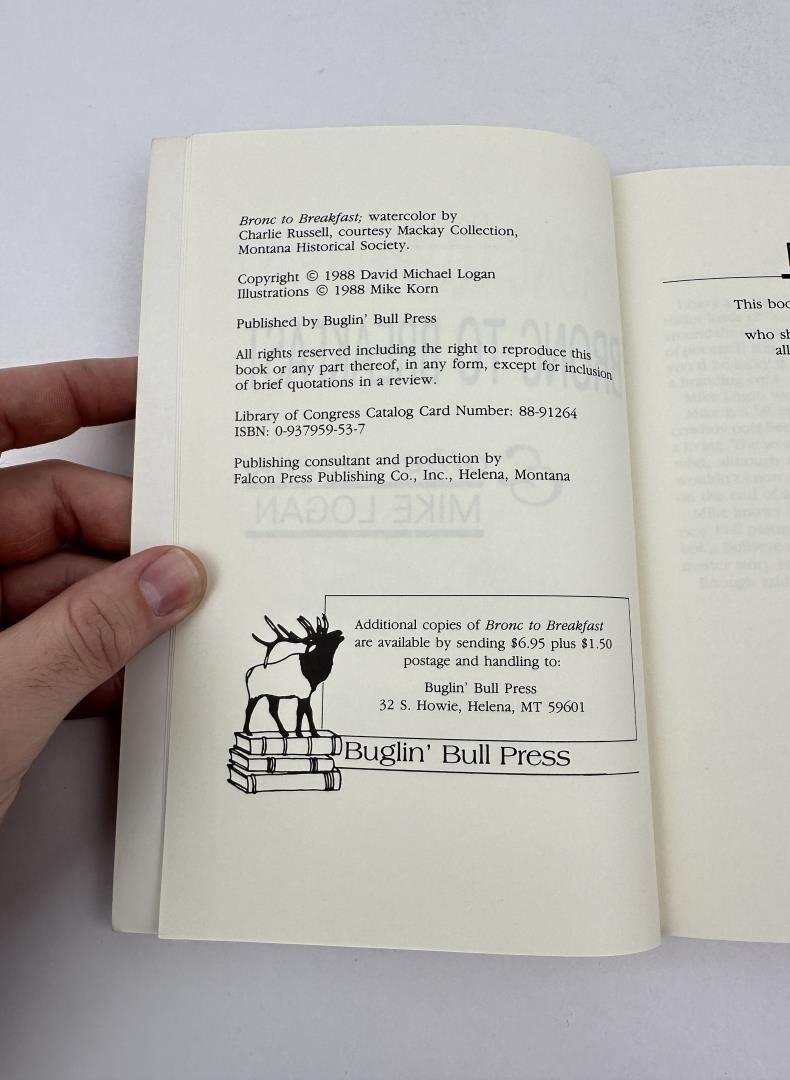 Bronc to Breakfast; watercolor by
Charlie Russell, courtesy Mackay Collection,
Montana Historical Society.
Copyright © 1988 David Michael Logan
Illustrations © 1988 Mike Korn
Published by Buglin' Bull Press
All rights reserved including the right to reproduce this
book or any part thereof, in any form, except for inclusion
of brief quotations in a review.
Library of Congress Catalog Card Number: 88-91264
ISBN: 0-937959-53-7
Publishing consultant and production by
Falcon Press Publishing Co., Inc., Helena, Montana
MIKE LOGAN
Additional copies of Bronc to Breakfast
are available by sending $6.95 plus $1.50
postage and handling to:
Buglin' Bull Press
32 S. Howie, Helena, MT 59601
Buglin' Bull Press
This
who